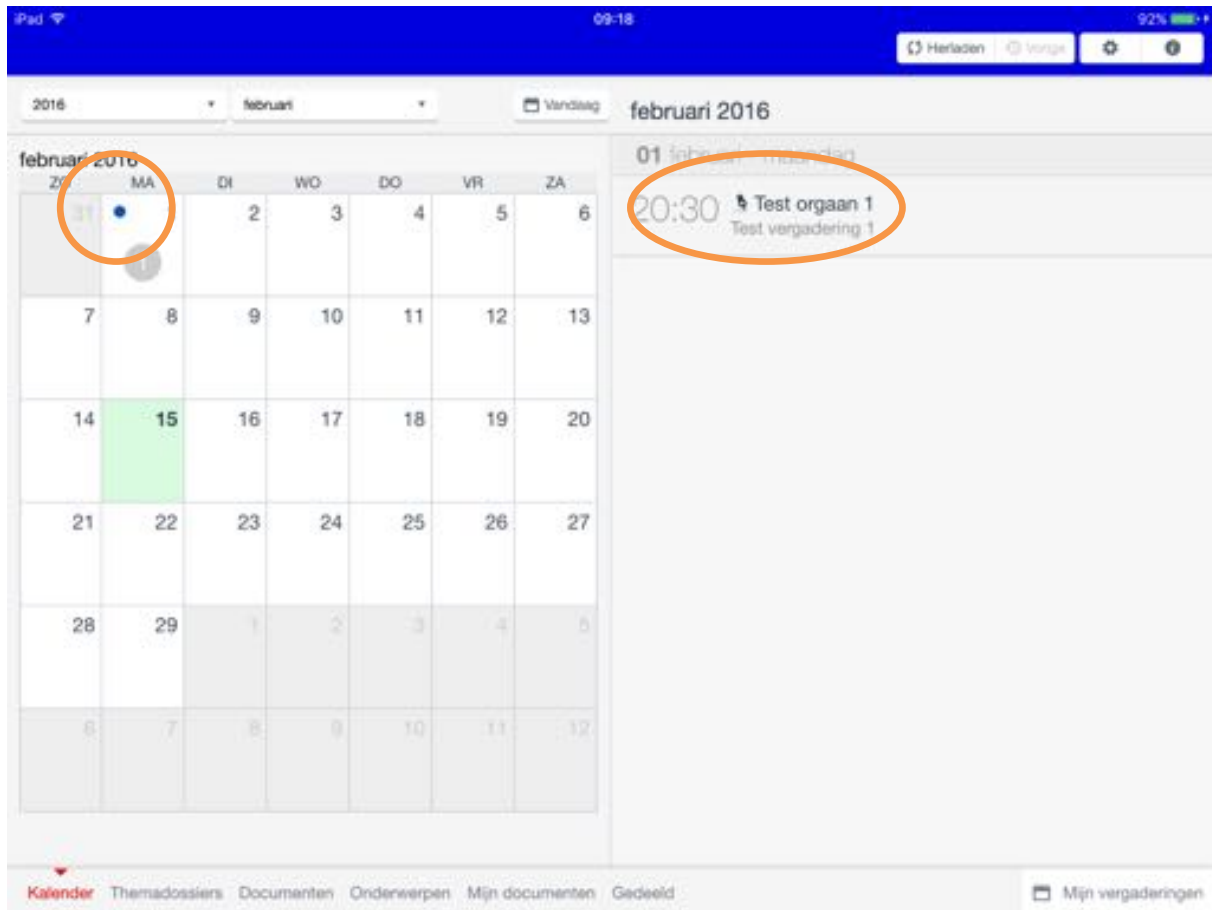 iPad 09:18 92%
Herladen Vorige
2016 februari Vandaag
februari 2016
ZO MA DI WO DO VR ZA
31 1 2 3 4 5 6
1
7 8 9 10 11 12 13
14 15 16 17 18 19 20
21 22 23 24 25 26 27
28 29 1 2 3 4 5
6 7 8 9 10 11 12
februari 2016
01 februari - maandag
20:30 Test orgaan 1
Test vergadering 1
Kalender Themadossiers Documenten Onderwerpen Mijn documenten Gedeeld Mijn vergaderingen